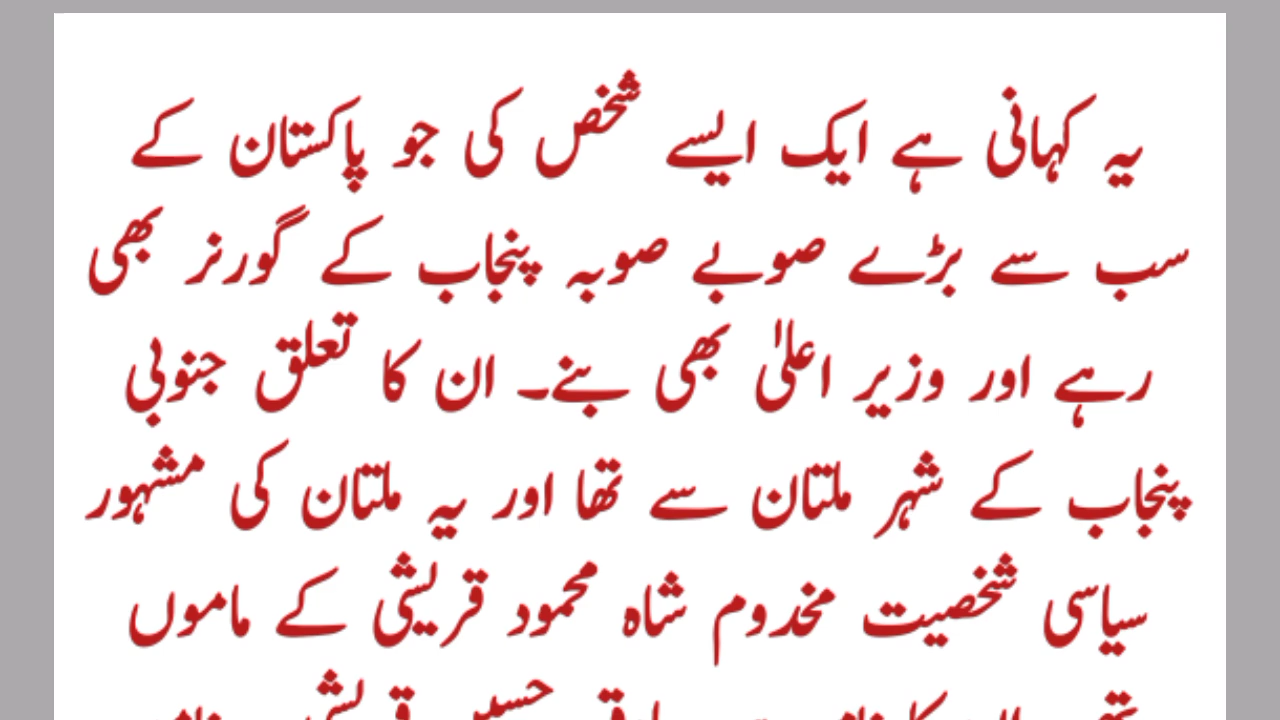 یہ کہانی ہے ایک ایسے شخص کی جو پاکستان کے
سب سے بڑے صوبے صوبہ پنجاب کے گورنر بھی
رہے اور وزیر اعلیٰ بھی بنے۔ ان کا تعلق جنوبی
پنجاب کے شہر ملتان سے تھا اور یہ ملتان کی مشہور
سیاسی شخصیت مخدوم شاہ محمود قریشی کے ماموں